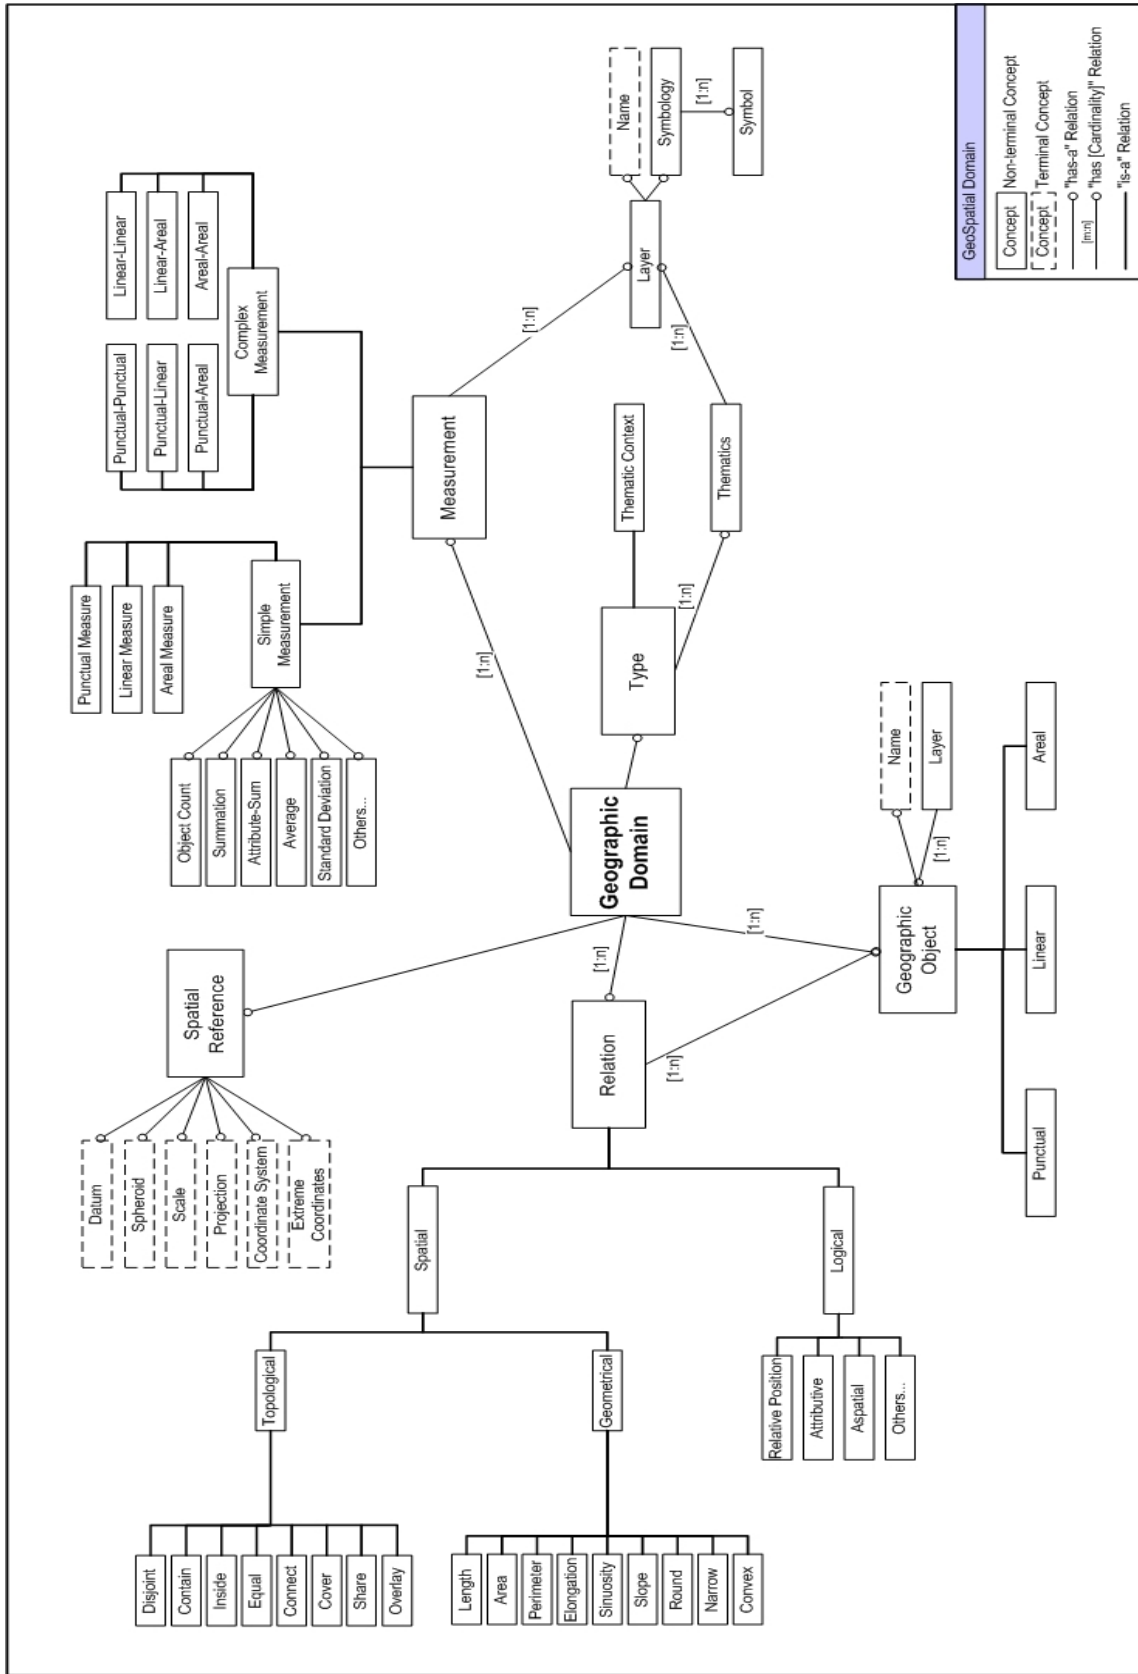 Disjoint
Contain
Inside
Equal
Connect
Cover
Share
Overlay
Topological
Length
Area
Perimeter
Elongation
Sinuosity
Slope
Round
Narrow
Convex
Geometrical
Spatial
Relative Position
Attributive
Aspatial
Others...
Logical
Datum
Spheroid
Scale
Projection
Coordinate System
Extreme
Coordinates
Spatial
Reference
Object Count
Summation
Attribute-Sum
Average
Standard Deviation
Others...
Punctual Measure
Linear Measure
Areal Measure
Simple
Measurement
Punctual-Punctual
Punctual-Linear
Punctual-Areal
Linear-Linear
Linear-Areal
Areal-Areal
Complex
Measurement
Measurement
[1:n]
[1:n]
Relation
[1:n]
[1:n]
[1:n]
Geographic
Domain
Type
Thematic Context
[1:n]
Thematics
[1:n]
Layer
Name
Symbology
[1:n]
Symbol
Geographic
Object
Name
Layer
[1:n]
Punctual
Linear
Areal
GeoSpatial Domain
Concept Non-terminal Concept
Concept Terminal Concept
"has-a" Relation
[m:n] "has [Cardinality]" Relation
"is-a" Relation